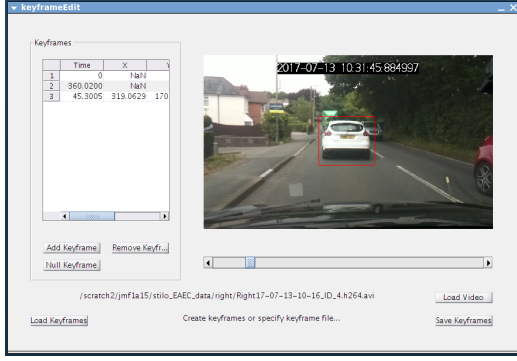 keyframeEdit
Keyframes
Time X Y
1 0 NaN
2 360.0200 NaN
3 45.3005 319.0629 170
2017-07-13 10:31:45.884997
Add Keyframe Remove Keyfr...
Null Keyframe
/scratch2/jmf1a15/stilo_EAEC_data/right/Right17-07-13-10-16_ID_4.h264.avi
Load Video
Load Keyframes
Create keyframes or specify keyframe file...
Save Keyframes